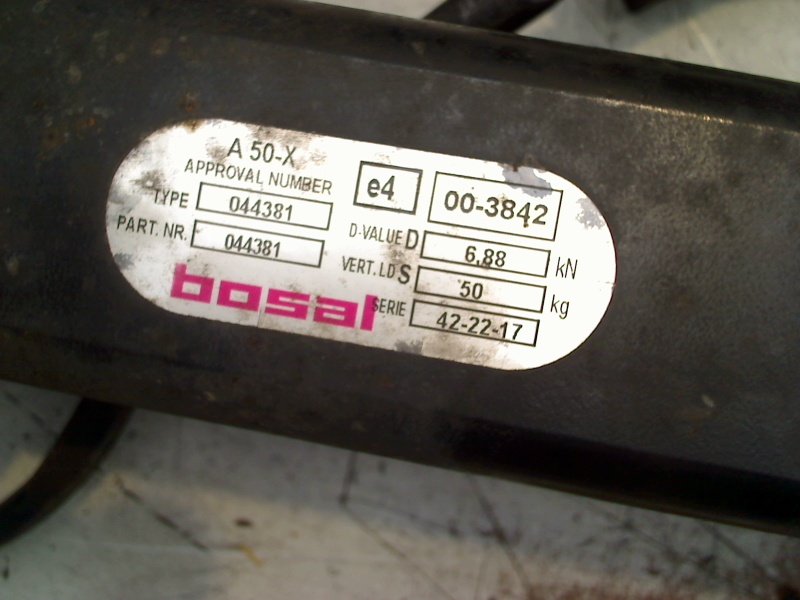 A 50-X
APPROVAL NUMBER e4 00-3842
TYPE 044381 D-VALUE D 6,88 kN
PART. NR. 044381 VERT. LD S 50 kg
bosal SERIE 42-22-17